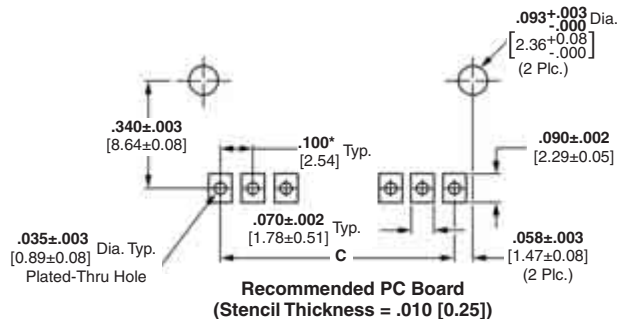 .093+.003 Dia.
-.000
[2.36+0.08]
-.000
(2 Plc.)
.340±.003
[8.64±0.08]
.100* Typ.
[2.54]
.090±.002
[2.29±0.05]
.035±.003 Dia. Typ.
[0.89±0.08]
Plated-Thru Hole
.070±.002 Typ.
[1.78±0.51]
C
.058±.003
[1.47±0.08]
(2 Plc.)
Recommended PC Board
(Stencil Thickness = .010 [0.25])